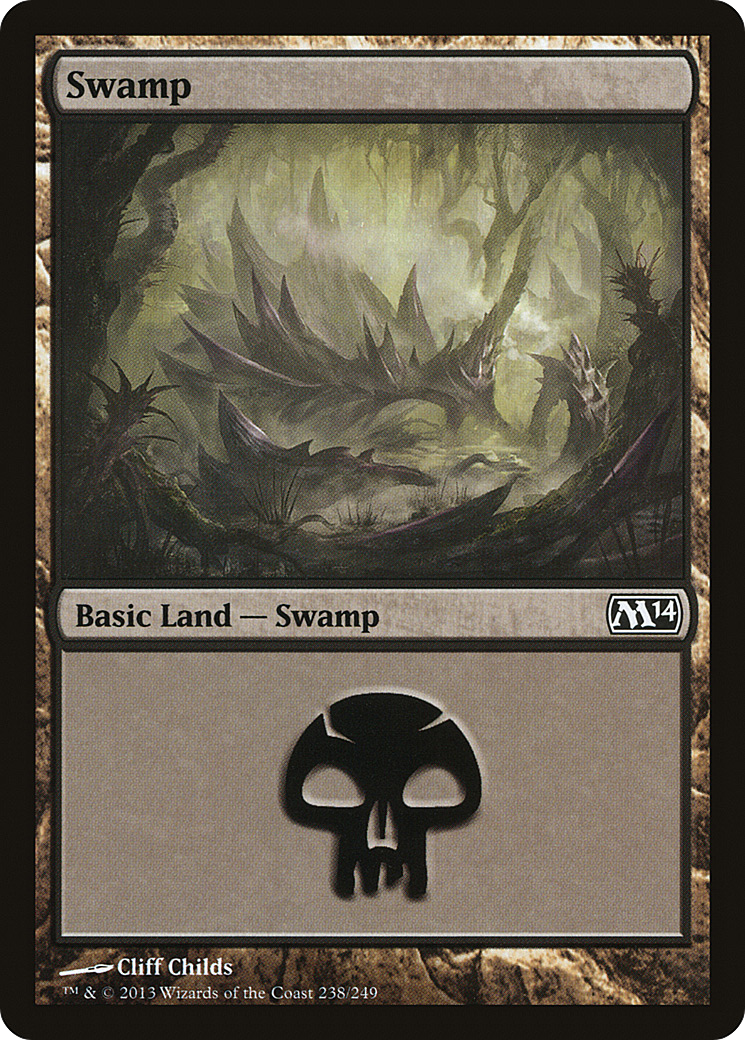 Swamp
Basic Land — Swamp
M14
Cliff Childs
™ & © 2013 Wizards of the Coast 238/249